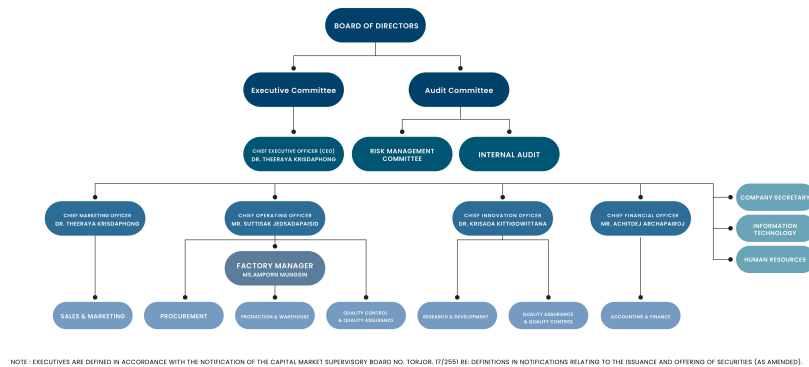 BOARD OF DIRECTORS
Executive Committee
Audit Committee
CHIEF EXECUTIVE OFFICER (CEO)
DR. THEERAYA KRISDAPHONG
RISK MANAGEMENT
COMMITTEE
INTERNAL AUDIT
CHIEF MARKETING OFFICER
DR. THEERAYA KRISDAPHONG
CHIEF OPERATING OFFICER
MR. SUTTISAK JEDSADAPAISID
CHIEF INNOVATION OFFICER
DR. KRISADA KITTIGOWITTANA
CHIEF FINANCIAL OFFICER
MR. ACHITDEJ ARCHAPAIROJ
COMPANY SECRETARY
INFORMATION
TECHNOLOGY
HUMAN RESOURCES
FACTORY MANAGER
MS.AMPORN MUNGSIN
SALES & MARKETING
PROCUREMENT
PRODUCTION & WAREHOUSE
QUALITY CONTROL
& QUALITY ASSURANCE
RESEARCH & DEVELOPMENT
QUALITY ASSURANCE
& QUALITY CONTROL
ACCOUNTING & FINANCE
NOTE : EXECUTIVES ARE DEFINED IN ACCORDANCE WITH THE NOTIFICATION OF THE CAPITAL MARKET SUPERVISORY BOARD NO. TORJOR. 17/2551 RE: DEFINITIONS IN NOTIFICATIONS RELATING TO THE ISSUANCE AND OFFERING OF SECURITIES (AS AMENDED).